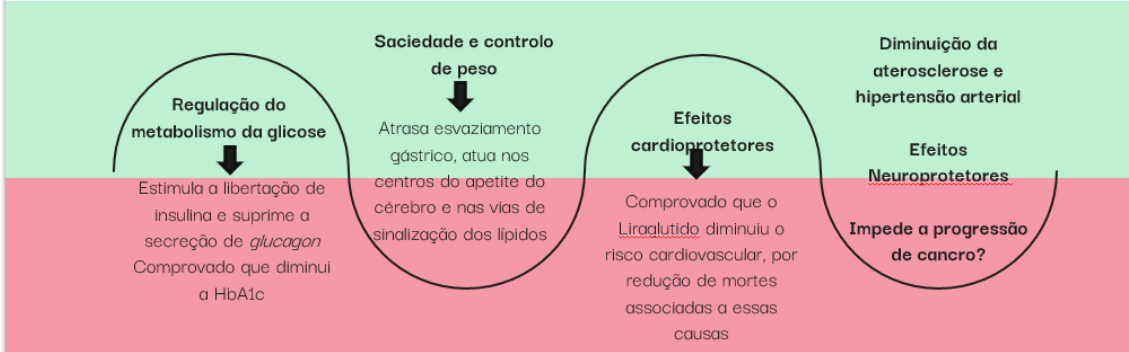 Regulação do
metabolismo da glicose
Estimula a libertação de
insulina e suprime a
secreção de glucagon
Comprovado que diminui
a HbA1c
Saciedade e controlo
de peso
Atrasa esvaziamento
gástrico, atua nos
centros do apetite do
cérebro e nas vias de
sinalização dos lípidos
Efeitos
cardioprotetores
Comprovado que o
Liraglutido diminuiu o
risco cardiovascular, por
redução de mortes
associadas a essas
causas
Diminuição da
aterosclerose e
hipertensão arterial
Efeitos
Neuroprotetores
Impede a progressão
de cancro?